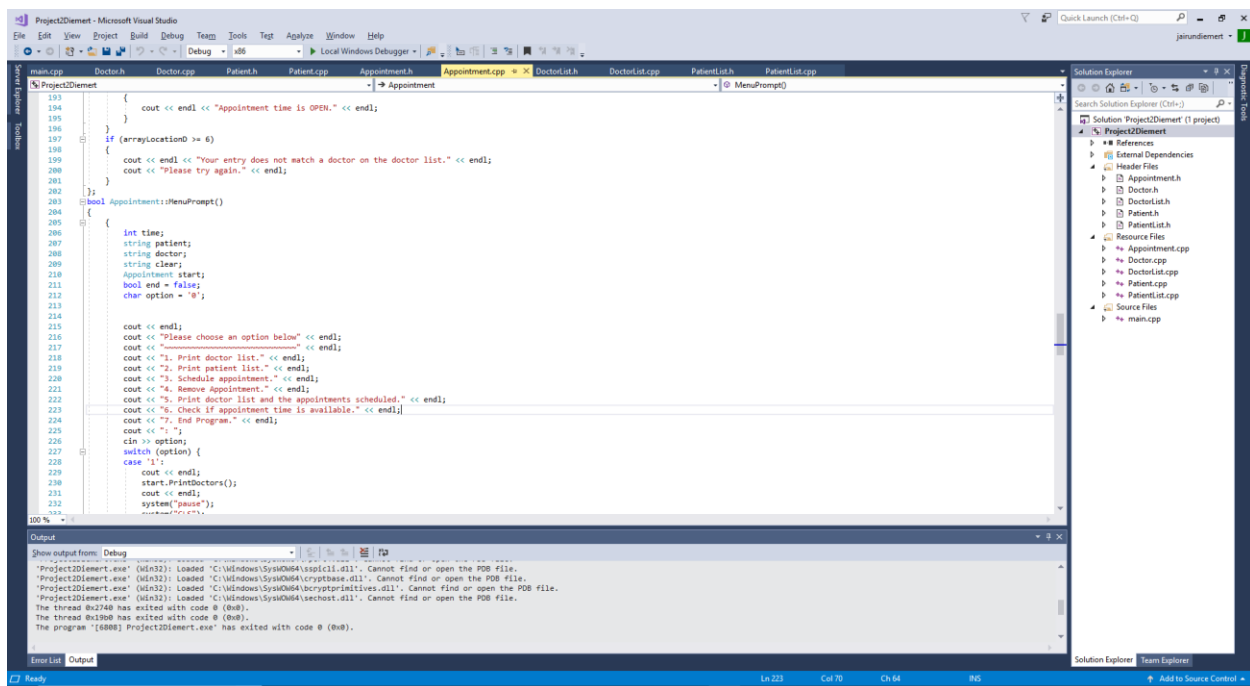 Project2Diemert - Microsoft Visual Studio
Quick Launch (Ctrl+Q)
File Edit View Project Build Debug Team Tools Test Analyze Window Help
jairundiemert
J
Debug x86 Local Windows Debugger
Server Explorer
Toolbox
main.cpp Doctor.h Doctor.cpp Patient.h Patient.cpp Appointment.h Appointment.cpp DoctorList.h DoctorList.cpp PatientList.h PatientList.cpp
Project2Diemert Appointment MenuPrompt()
193 {
194 cout << endl << "Appointment time is OPEN." << endl;
195 }
196 }
197 if (arrayLocationD >= 6)
198 {
199 cout << endl << "Your entry does not match a doctor on the doctor list." << endl;
200 cout << "Please try again." << endl;
201 }
202 };
203 bool Appointment::MenuPrompt()
204 {
205 {
206 int time;
207 string patient;
208 string doctor;
209 string clear;
210 Appointment start;
211 bool end = false;
212 char option = '0';
213
214
215 cout << endl;
216 cout << "Please choose an option below" << endl;
217 cout << "~~~~~~~~~~~~~~~~~~~~~~~~~~~~~" << endl;
218 cout << "1. Print doctor list." << endl;
219 cout << "2. Print patient list." << endl;
220 cout << "3. Schedule appointment." << endl;
221 cout << "4. Remove Appointment." << endl;
222 cout << "5. Print doctor list and the appointments scheduled." << endl;
223 cout << "6. Check if appointment time is available." << endl;
224 cout << "7. End Program." << endl;
225 cout << ": ";
226 cin >> option;
227 switch (option) {
228 case '1':
229 cout << endl;
230 start.PrintDoctors();
231 cout << endl;
232 system("pause");
233 system("CLS");
100 %
Output
Show output from: Debug
'Project2Diemert.exe' (Win32): Loaded 'C:\Windows\SysWOW64\sspicli.dll'. Cannot find or open the PDB file.
'Project2Diemert.exe' (Win32): Loaded 'C:\Windows\SysWOW64\cryptbase.dll'. Cannot find or open the PDB file.
'Project2Diemert.exe' (Win32): Loaded 'C:\Windows\SysWOW64\bcryptprimitives.dll'. Cannot find or open the PDB file.
'Project2Diemert.exe' (Win32): Loaded 'C:\Windows\SysWOW64\sechost.dll'. Cannot find or open the PDB file.
The thread 0x2740 has exited with code 0 (0x0).
The thread 0x19b0 has exited with code 0 (0x0).
The program '[6808] Project2Diemert.exe' has exited with code 0 (0x0).
Error List Output
Solution Explorer
Search Solution Explorer (Ctrl+;)
Solution 'Project2Diemert' (1 project)
Project2Diemert
References
External Dependencies
Header Files
Appointment.h
Doctor.h
DoctorList.h
Patient.h
PatientList.h
Resource Files
Appointment.cpp
Doctor.cpp
DoctorList.cpp
Patient.cpp
PatientList.cpp
Source Files
main.cpp
Solution Explorer Team Explorer
Diagnostic Tools
Ready Ln 223 Col 70 Ch 64 INS Add to Source Control